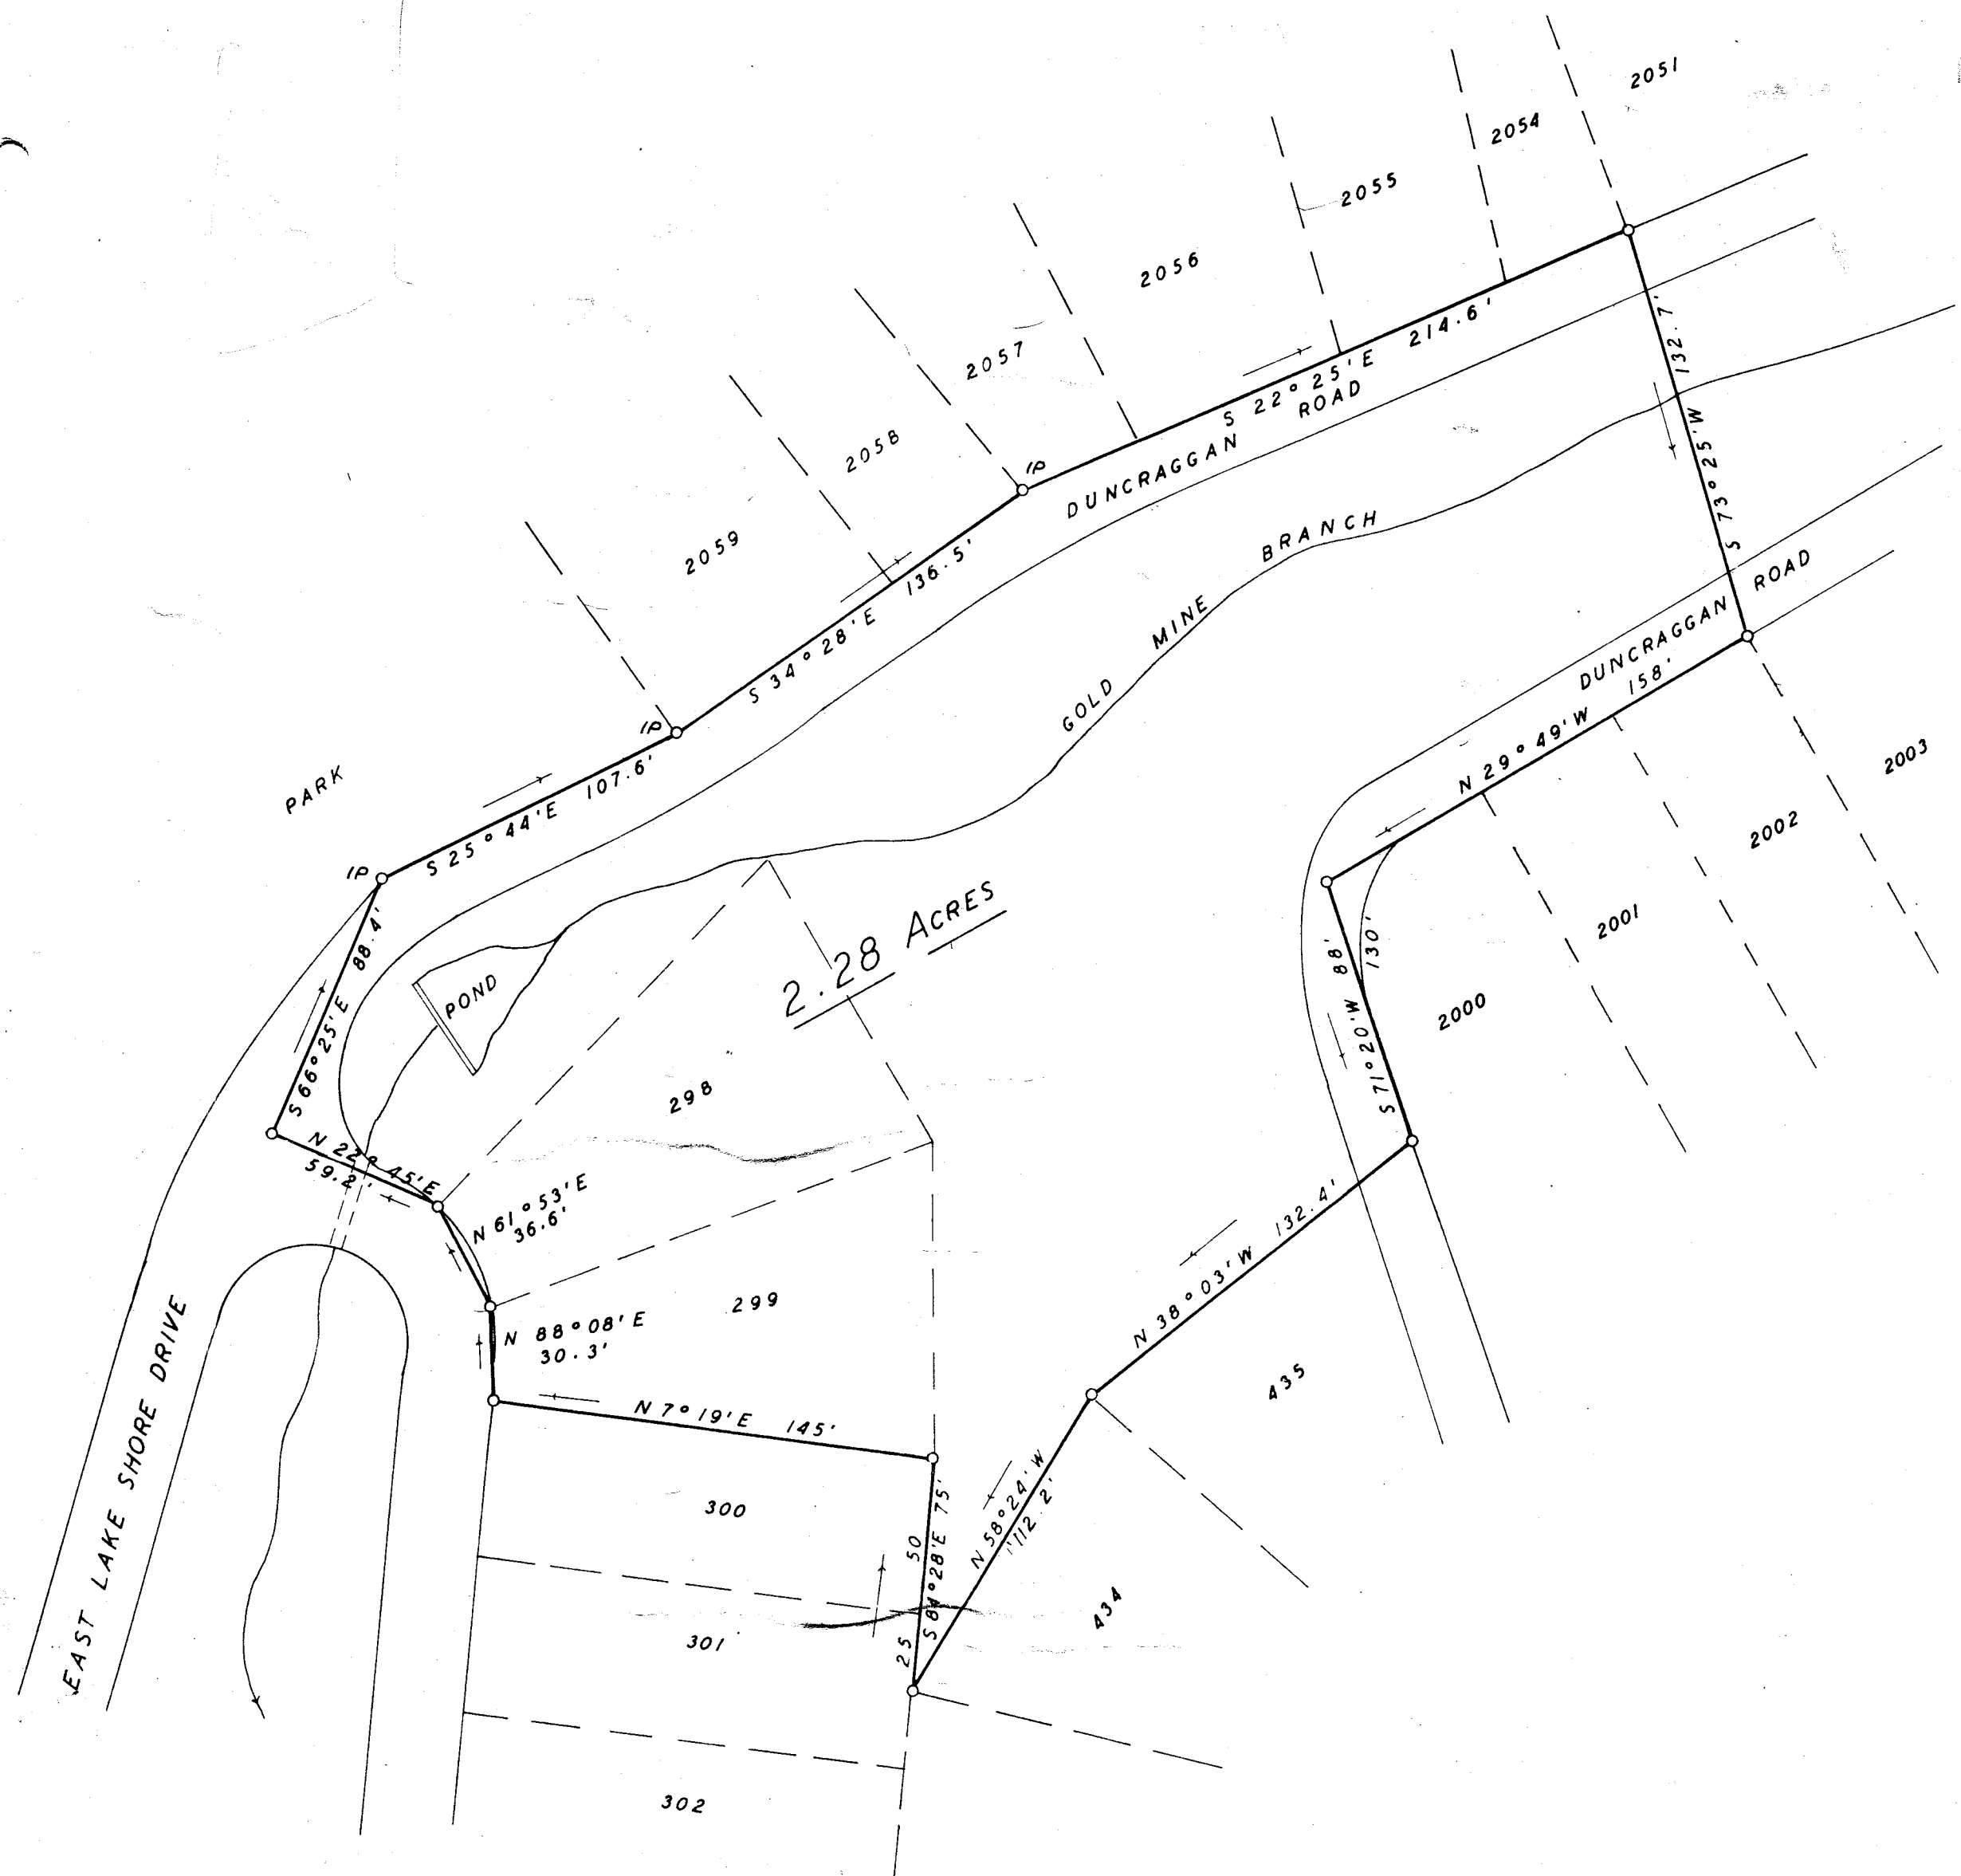 2051
2054
2055
2056
2057
2058
2059
IP
S 22° 25' E 214.6'
DUNCRAGGAN ROAD
132.7'
S 73° 25' W
GOLD MINE BRANCH
S 34° 28' E 136.5'
DUNCRAGGAN ROAD
158'
N 29° 49' W
2003
2002
2001
2000
IP
PARK
S 25° 44' E 107.6'
IP
S 66° 25' E 88.4'
POND
2.28 ACRES
88'
130'
S 71° 20' W
298
N 22° 45' E
59.2'
N 61° 53' E
36.6'
299
N 88° 08' E
30.3'
N 38° 03' W 132.4'
435
N 7° 19' E 145'
EAST LAKE SHORE DRIVE
300
50
S 84° 28' E 75'
25
N 58° 24' W
112.2'
434
301
302